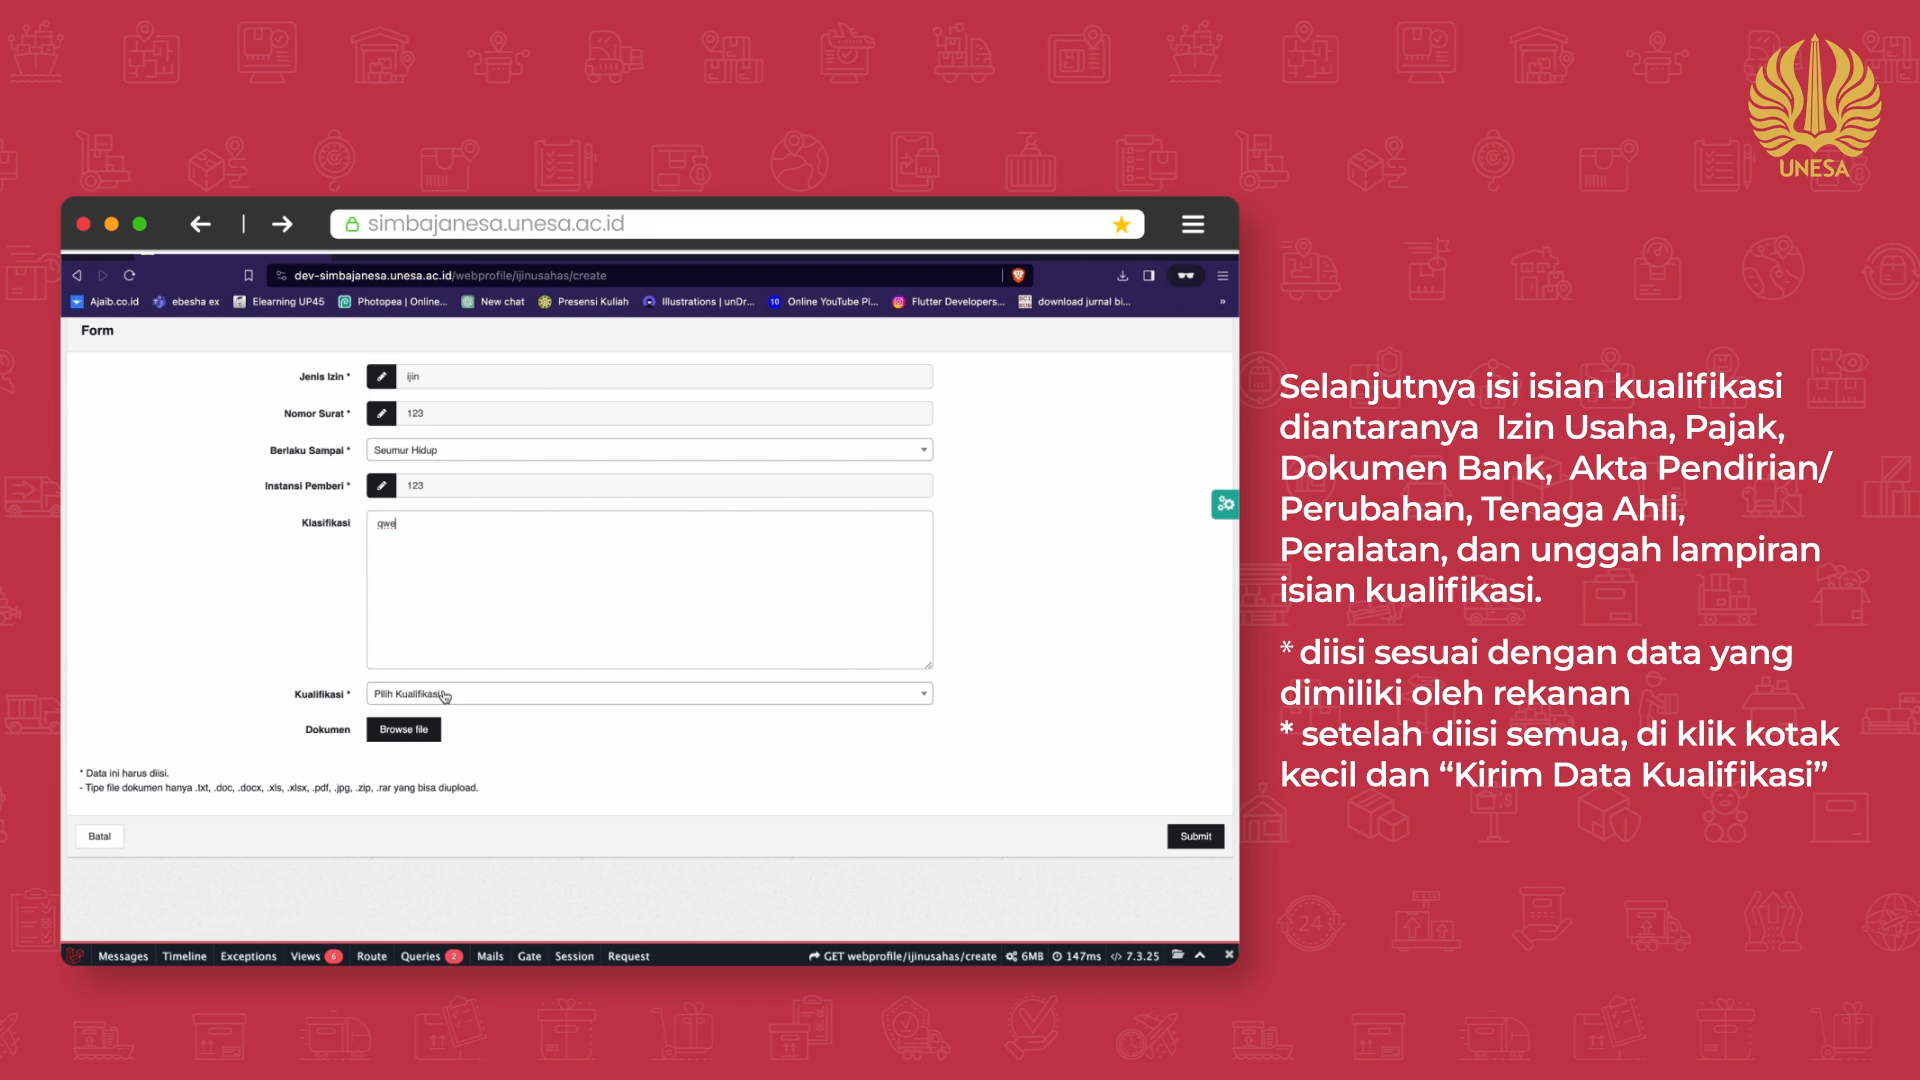 UNESA
simbajanesa.unesa.ac.id
dev-simbajanesa.unesa.ac.id/webprofile/ijinusahas/create
Ajaib.co.id ebesha ex Elearning UP45 Photopea | Online... New chat Presensi Kuliah Illustrations | unDr... 10 Online YouTube Pl... Flutter Developers... download jurnal bi... »
Form
Jenis Izin * ijin
Nomor Surat * 123
Berlaku Sampai * Seumur Hidup
Instansi Pemberi * 123
Klasifikasi qwe
Kualifikasi * Pilih Kualifikasi
Dokumen Browse file
* Data ini harus diisi.
- Tipe file dokumen hanya .txt, .doc, .docx, .xls, .xlsx, .pdf, .jpg, .zip, .rar yang bisa diupload.
Batal Submit
Messages Timeline Exceptions Views 6 Route Queries 2 Mails Gate Session Request GET webprofile/ijinusahas/create 6MB 147ms </> 7.3.25
Selanjutnya isi isian kualifikasi
diantaranya Izin Usaha, Pajak,
Dokumen Bank, Akta Pendirian/
Perubahan, Tenaga Ahli,
Peralatan, dan unggah lampiran
isian kualifikasi.
* diisi sesuai dengan data yang
dimiliki oleh rekanan
* setelah diisi semua, di klik kotak
kecil dan “Kirim Data Kualifikasi”
24